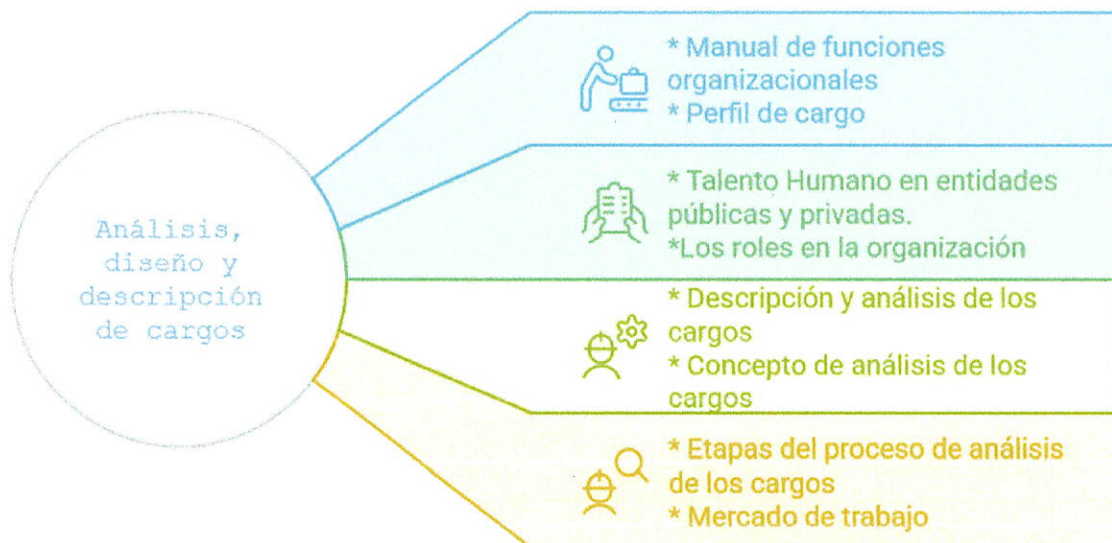 Análisis,
diseño y
descripción
de cargos
* Manual de funciones
organizacionales
* Perfil de cargo
* Talento Humano en entidades
públicas y privadas.
*Los roles en la organización
* Descripción y análisis de los
cargos
* Concepto de análisis de los
cargos
* Etapas del proceso de análisis
de los cargos
* Mercado de trabajo